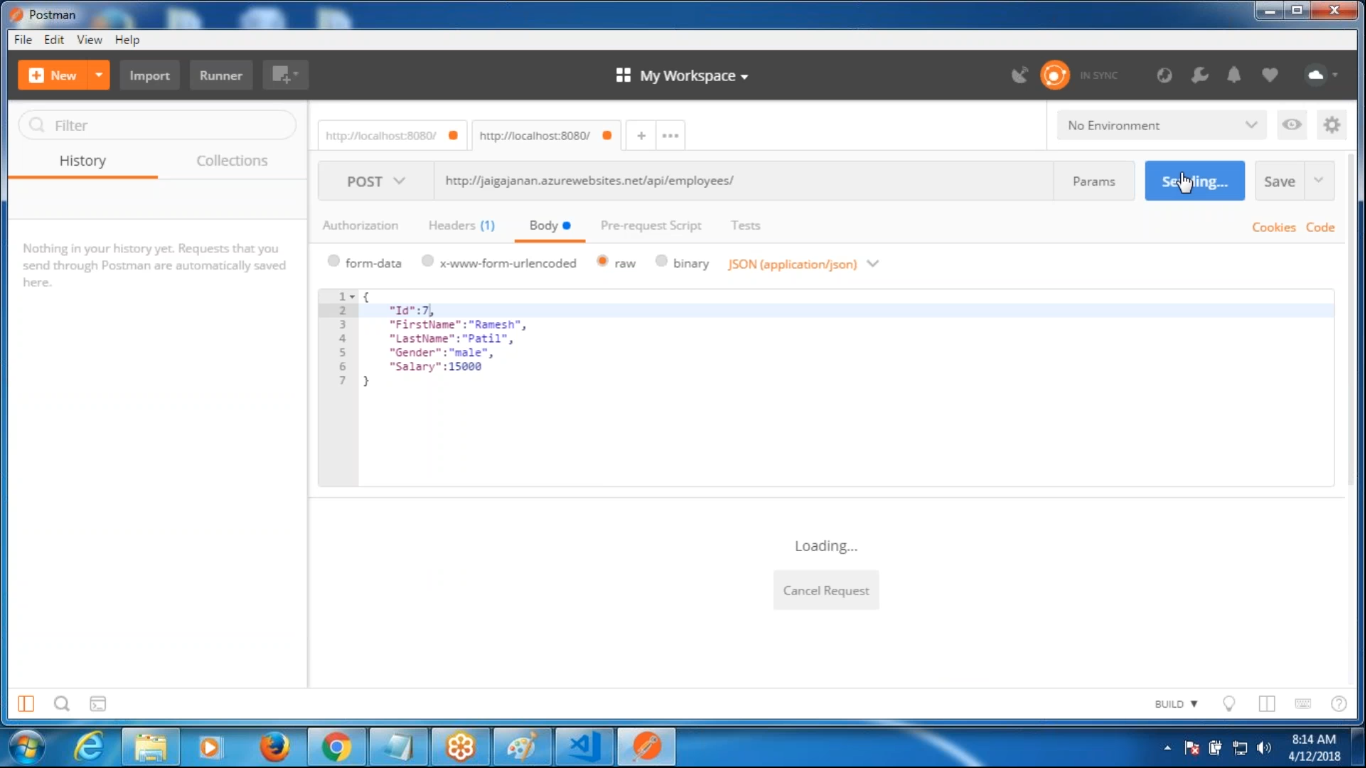 Postman
File Edit View Help
New Import Runner My Workspace IN SYNC
Filter
History Collections
Nothing in your history yet. Requests that you
send through Postman are automatically saved
here.
http://localhost:8080/ http://localhost:8080/ + ••• No Environment
POST http://jaigajanan.azurewebsites.net/api/employees/ Params Sending... Save
Authorization Headers (1) Body Pre-request Script Tests Cookies Code
form-data x-www-form-urlencoded raw binary JSON (application/json)
1 {
2 "Id":7,
3 "FirstName":"Ramesh",
4 "LastName":"Patil",
5 "Gender":"male",
6 "Salary":15000
7 }
Loading...
Cancel Request
BUILD
8:14 AM
4/12/2018